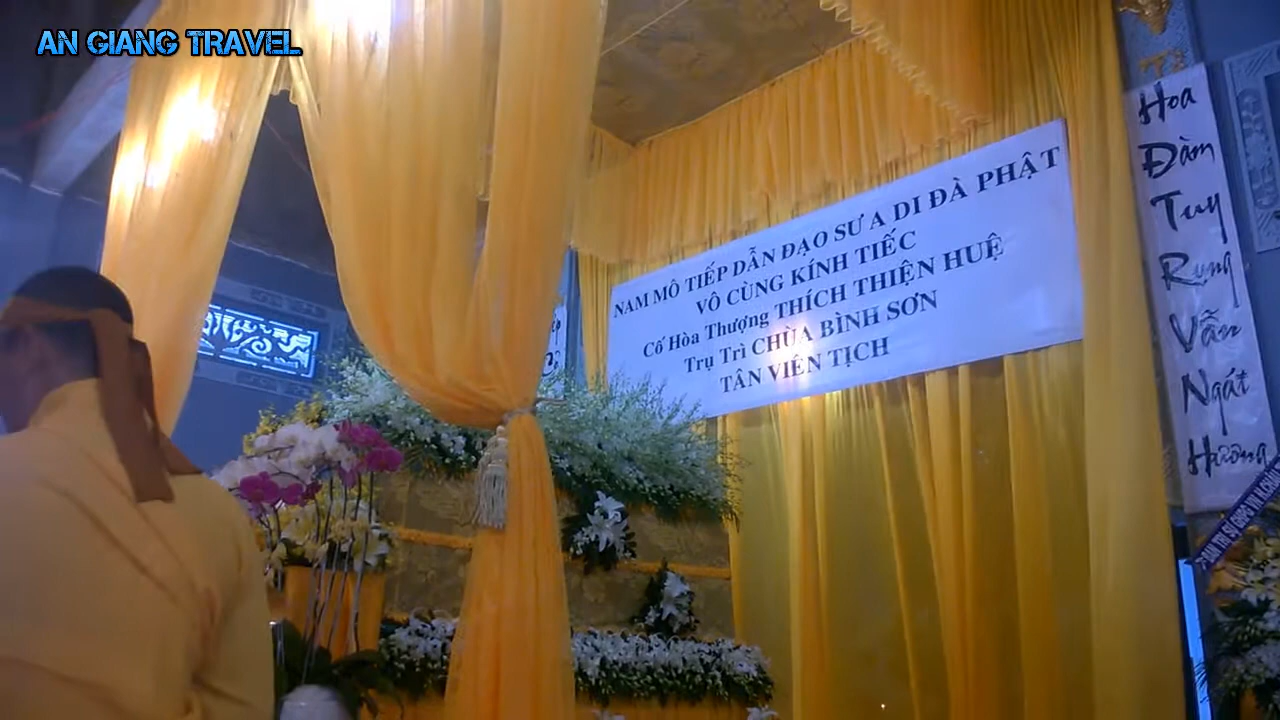 AN GIANG TRAVEL
NAM MÔ TIẾP DẪN ĐẠO SƯ A DI ĐÀ PHẬT
VÔ CÙNG KÍNH TIẾC
Cố Hòa Thượng THÍCH THIỆN HUỆ
Trụ Trì CHÙA BÌNH SƠN
TÂN VIÊN TỊCH
Hoa
Đàm
Tuy
Rụng
Vẫn
Ngát
Hương